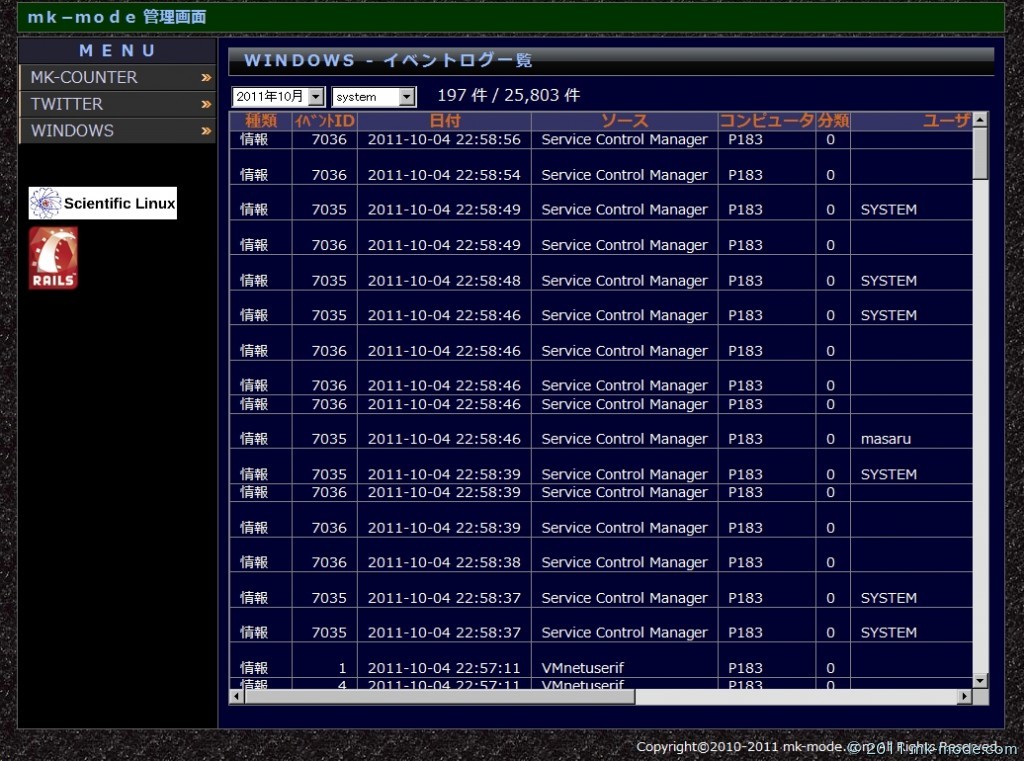 mk-mode 管理画面
MENU
MK-COUNTER »
TWITTER »
WINDOWS »
Scientific Linux
RAILS
WINDOWS - イベントログ一覧
2011年10月 system 197 件 / 25,803 件
種類 ｲﾍﾞﾝﾄID 日付 ソース コンピュータ 分類 ユーザ
情報 7036 2011-10-04 22:58:56 Service Control Manager P183 0
情報 7036 2011-10-04 22:58:54 Service Control Manager P183 0
情報 7035 2011-10-04 22:58:49 Service Control Manager P183 0 SYSTEM
情報 7036 2011-10-04 22:58:49 Service Control Manager P183 0
情報 7035 2011-10-04 22:58:48 Service Control Manager P183 0 SYSTEM
情報 7035 2011-10-04 22:58:46 Service Control Manager P183 0 SYSTEM
情報 7036 2011-10-04 22:58:46 Service Control Manager P183 0
情報 7036 2011-10-04 22:58:46 Service Control Manager P183 0
情報 7036 2011-10-04 22:58:46 Service Control Manager P183 0
情報 7035 2011-10-04 22:58:46 Service Control Manager P183 0 masaru
情報 7035 2011-10-04 22:58:39 Service Control Manager P183 0 SYSTEM
情報 7036 2011-10-04 22:58:39 Service Control Manager P183 0
情報 7036 2011-10-04 22:58:39 Service Control Manager P183 0
情報 7036 2011-10-04 22:58:38 Service Control Manager P183 0
情報 7035 2011-10-04 22:58:37 Service Control Manager P183 0 SYSTEM
情報 7035 2011-10-04 22:58:37 Service Control Manager P183 0 SYSTEM
情報 1 2011-10-04 22:57:11 VMnetuserif P183 0
情報 4 2011-10-04 22:57:11 VMnetuserif P183 0
Copyright©2010-2011 mk-mode.com All Rights Reserved.
© 2011 mk-mode.com